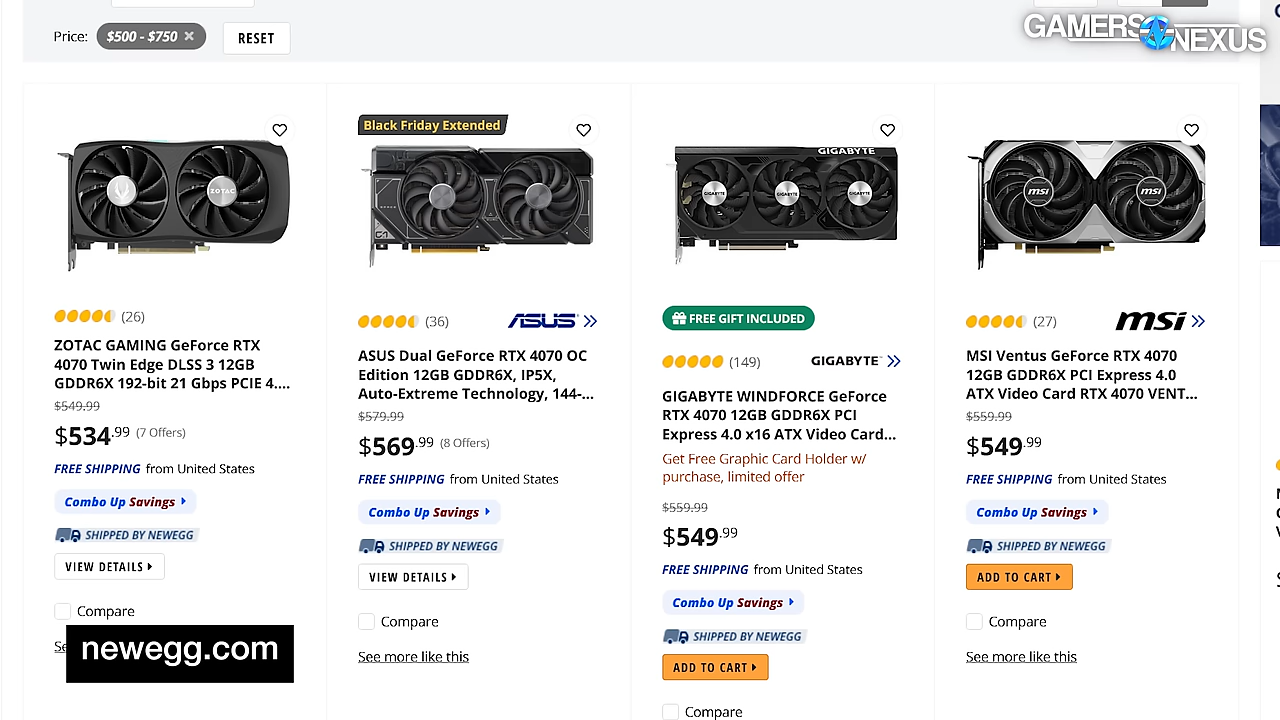 Price:
$500 - $750 ×
RESET
GAMERS NEXUS
ZOTAC
(26)
ZOTAC GAMING GeForce RTX
4070 Twin Edge DLSS 3 12GB
GDDR6X 192-bit 21 Gbps PCIE 4....
$549.99
$534.99 (7 Offers)
FREE SHIPPING from United States
Combo Up Savings
SHIPPED BY NEWEGG
VIEW DETAILS
Compare
newegg.com
Black Friday Extended
(36)
ASUS
ASUS Dual GeForce RTX 4070 OC
Edition 12GB GDDR6X, IP5X,
Auto-Extreme Technology, 144-...
$579.99
$569.99 (8 Offers)
FREE SHIPPING from United States
Combo Up Savings
SHIPPED BY NEWEGG
VIEW DETAILS
Compare
See more like this
GIGABYTE
GIGABYTE
GIGABYTE
GIGABYTE
FREE GIFT INCLUDED
(149)
GIGABYTE
GIGABYTE WINDFORCE GeForce
RTX 4070 12GB GDDR6X PCI
Express 4.0 x16 ATX Video Card...
Get Free Graphic Card Holder w/
purchase, limited offer
$559.99
$549.99
FREE SHIPPING from United States
Combo Up Savings
SHIPPED BY NEWEGG
ADD TO CART
Compare
msi
msi
(27)
msi
MSI Ventus GeForce RTX 4070
12GB GDDR6X PCI Express 4.0
ATX Video Card RTX 4070 VENT...
$559.99
$549.99
FREE SHIPPING from United States
Combo Up Savings
SHIPPED BY NEWEGG
ADD TO CART
Compare
See more like this